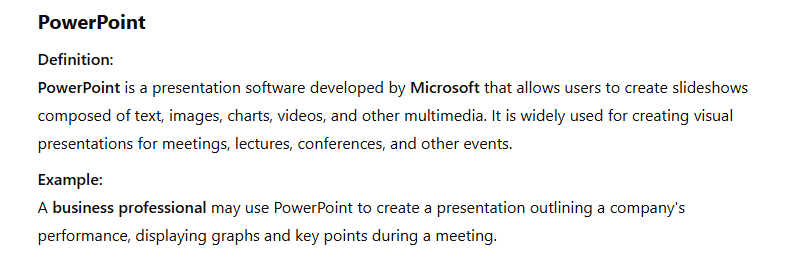 PowerPoint
Definition:
PowerPoint is a presentation software developed by Microsoft that allows users to create slideshows
composed of text, images, charts, videos, and other multimedia. It is widely used for creating visual
presentations for meetings, lectures, conferences, and other events.
Example:
A business professional may use PowerPoint to create a presentation outlining a company's
performance, displaying graphs and key points during a meeting.